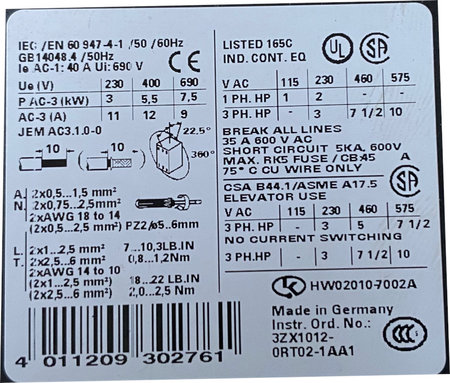 IEC/EN 60 947-4-1 /50 /60Hz
GB14048.4 /50Hz
Ie AC-1: 40 A Ui: 690 V
CE
Ue (V) 230 400 690
P AC-3 (kW) 3 5,5 7,5
AC-3 (A) 11 12 9
JEM AC3.1.0-0
10 10 22,5° 360°
A. 2x0,5...1,5 mm²
N. 2x0,75...2,5 mm²
2xAWG 18 to 14
(2x0,5...2,5 mm²) PZ2/ø5...6mm
L. 2x1...2,5 mm² 7...10,3LB.IN
T. 2x2,5...6 mm² 0,8...1,2Nm
2xAWG 14 to 10
(2x1...2,5 mm²) 18...22 LB.IN
(2x2,5...6 mm²) 2,0...2,5 Nm
4 011209 302761
LISTED 165C
IND. CONT. EQ
UL
SA
V AC 115 230 460 575
1 PH. HP 1 2 - -
3 PH. HP - 3 7 1/2 10
BREAK ALL LINES
35 A 600 V AC
SHORT CIRCUIT 5KA, 600V
MAX. RK5 FUSE / CB:45 A
75° C CU WIRE ONLY
CSA B44.1/ASME A17.5
ELEVATOR USE
SA
V AC 115 230 460 575
3 PH.HP - 3 5 7 1/2
NO CURRENT SWITCHING
3 PH.HP - 3 7 1/2 10
HW02010-7002A
Made in Germany
Instr. Ord. No.:
3ZX1012-
0RT02-1AA1
CCC